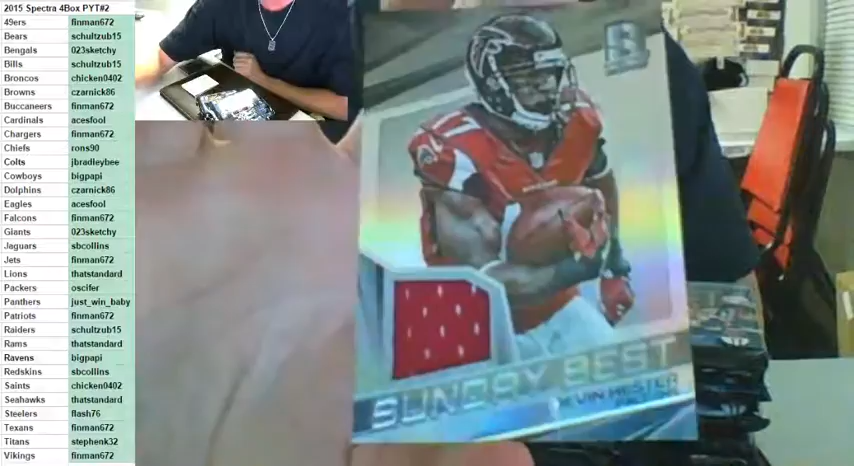 2015 Spectra 4Box PYT#2
49ers finman672
Bears schultzub15
Bengals 023sketchy
Bills schultzub15
Broncos chicken0402
Browns czarnick86
Buccaneers finman672
Cardinals acesfool
Chargers finman672
Chiefs rons90
Colts jbradleybee
Cowboys bigpapi
Dolphins czarnick86
Eagles acesfool
Falcons finman672
Giants 023sketchy
Jaguars sbcollins
Jets finman672
Lions thatstandard
Packers oscifer
Panthers just_win_baby
Patriots finman672
Raiders schultzub15
Rams thatstandard
Ravens bigpapi
Redskins sbcollins
Saints chicken0402
Seahawks thatstandard
Steelers flash76
Texans finman672
Titans stephenk32
Vikings finman672
S
17
SUNDAY BEST
HESTER